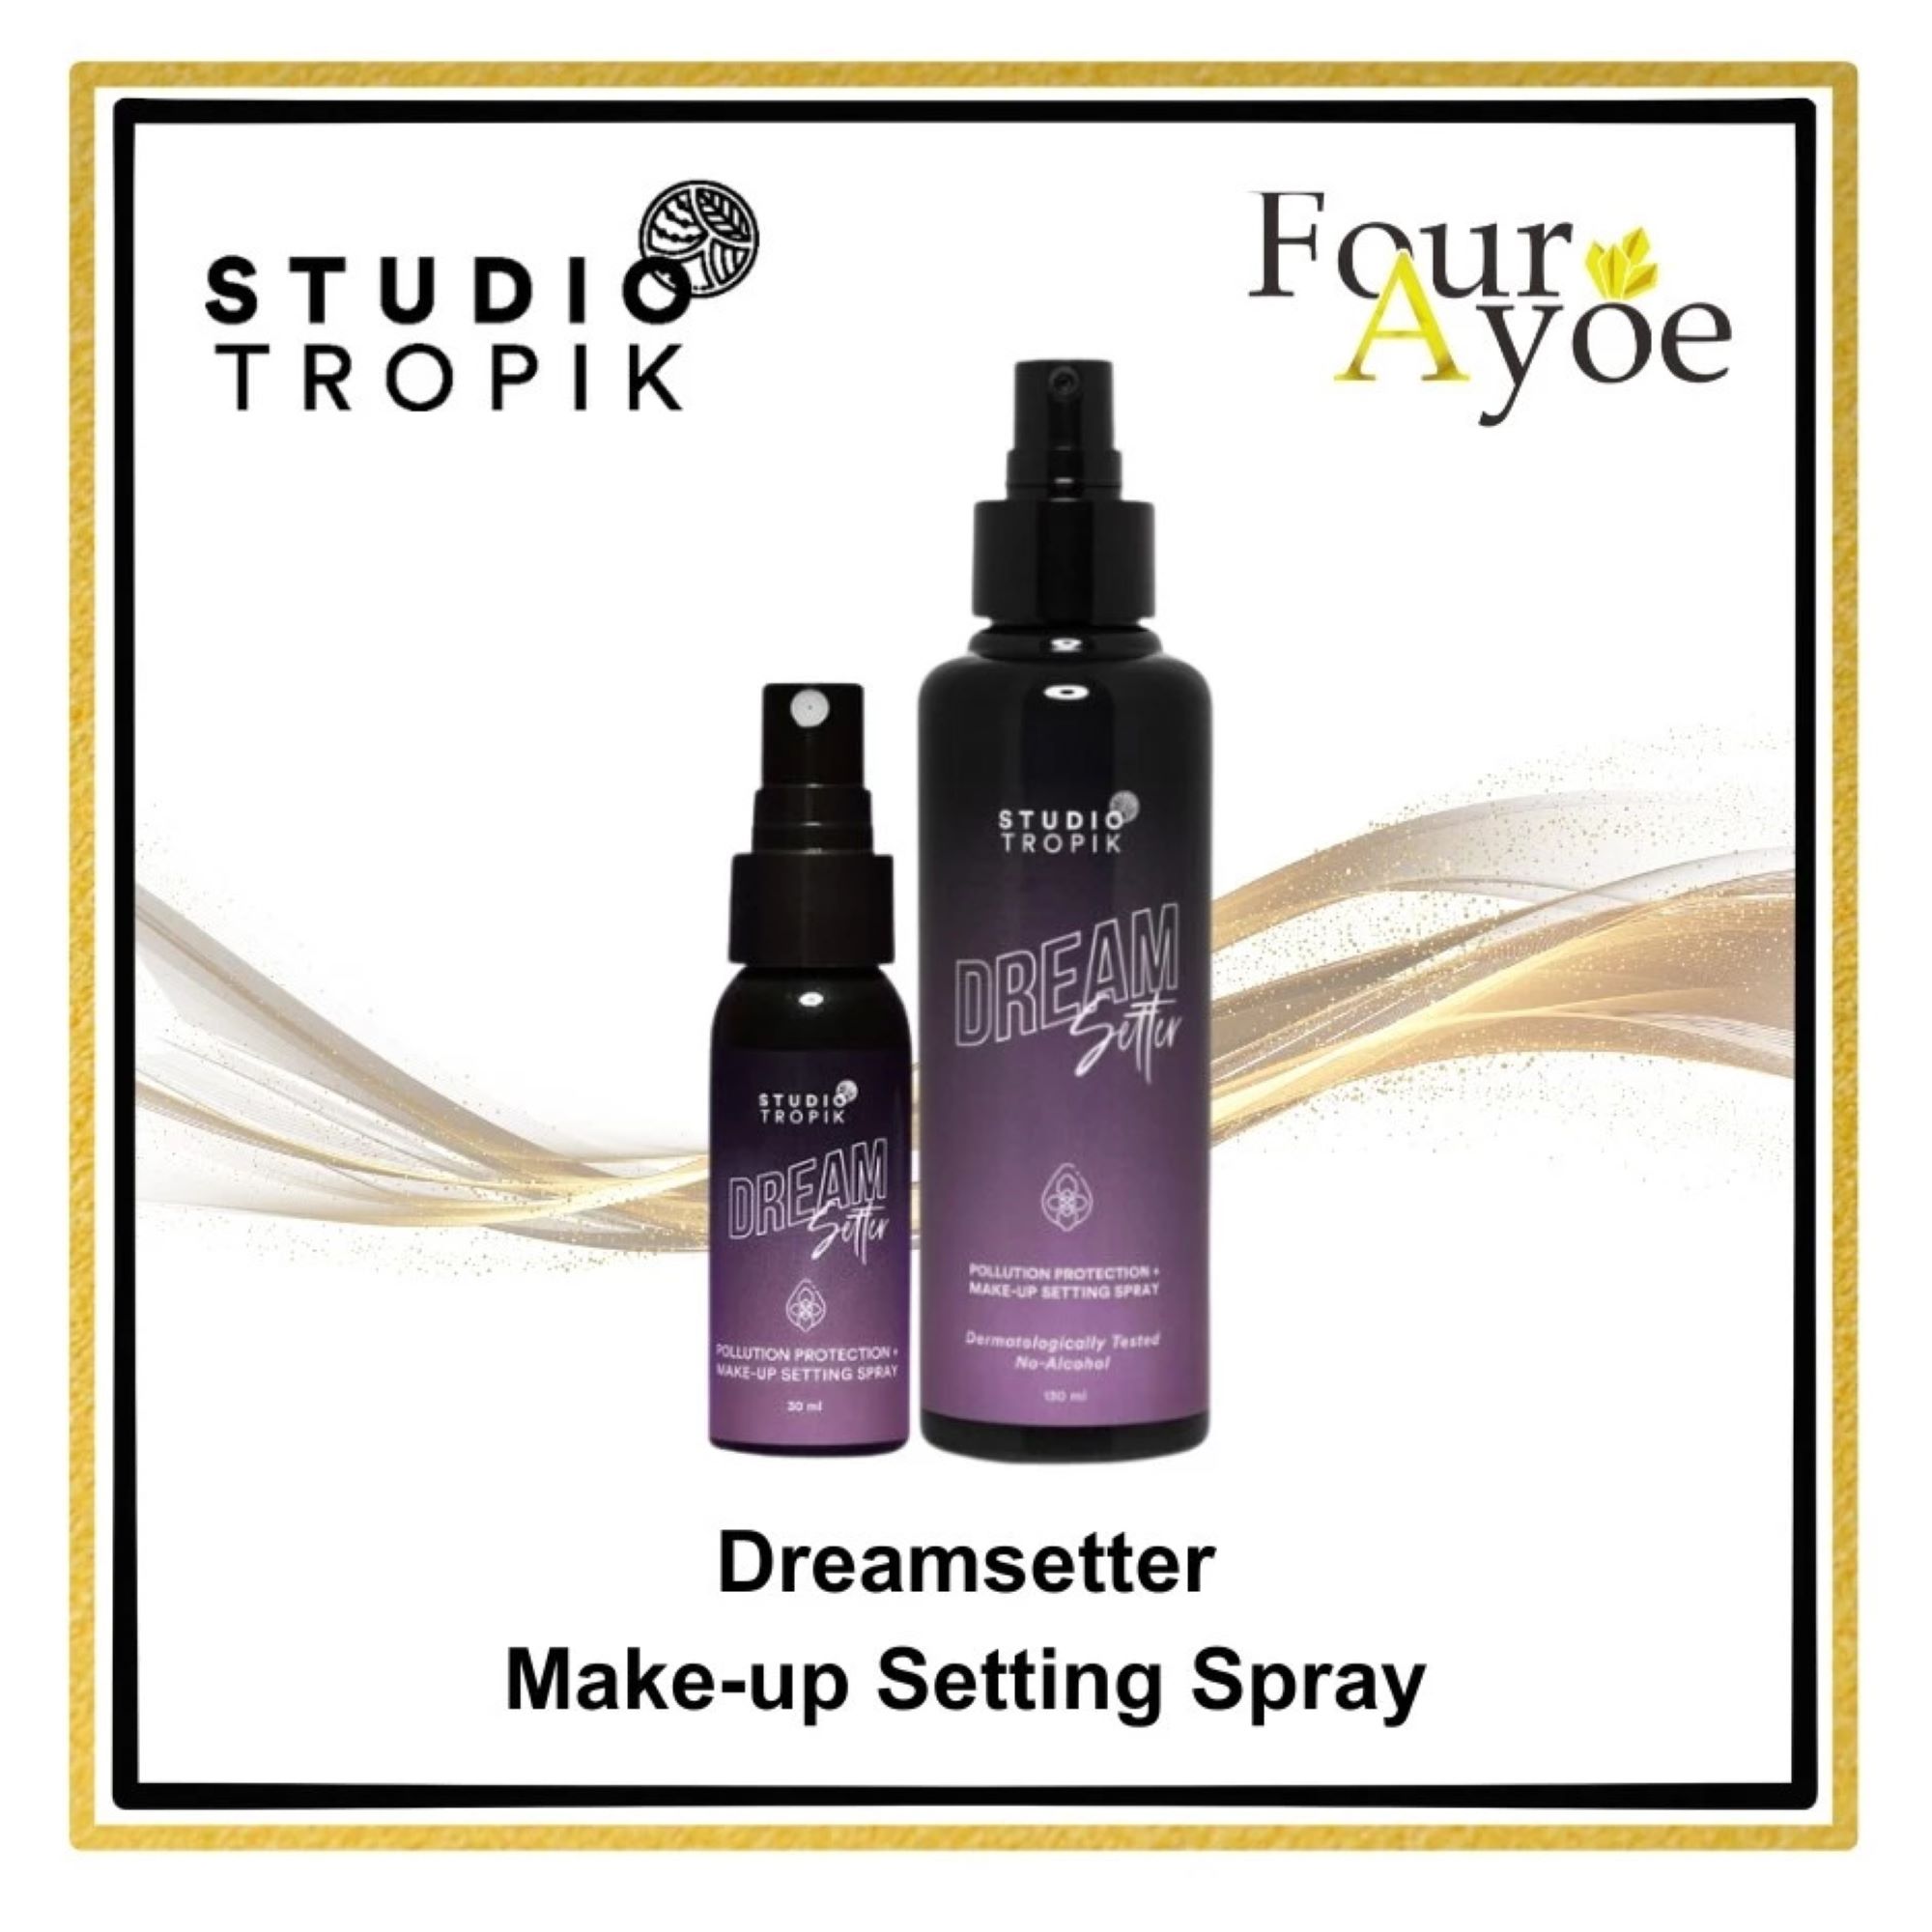 STUDIO
TROPIK
Four
Ayoe
STUDIO
TROPIK
DREAM
Setter
POLLUTION PROTECTION +
MAKE-UP SETTING SPRAY
30 ml
STUDIO
TROPIK
DREAM
Setter
POLLUTION PROTECTION +
MAKE-UP SETTING SPRAY
Dermatologically Tested
No-Alcohol
130 ml
Dreamsetter
Make-up Setting Spray